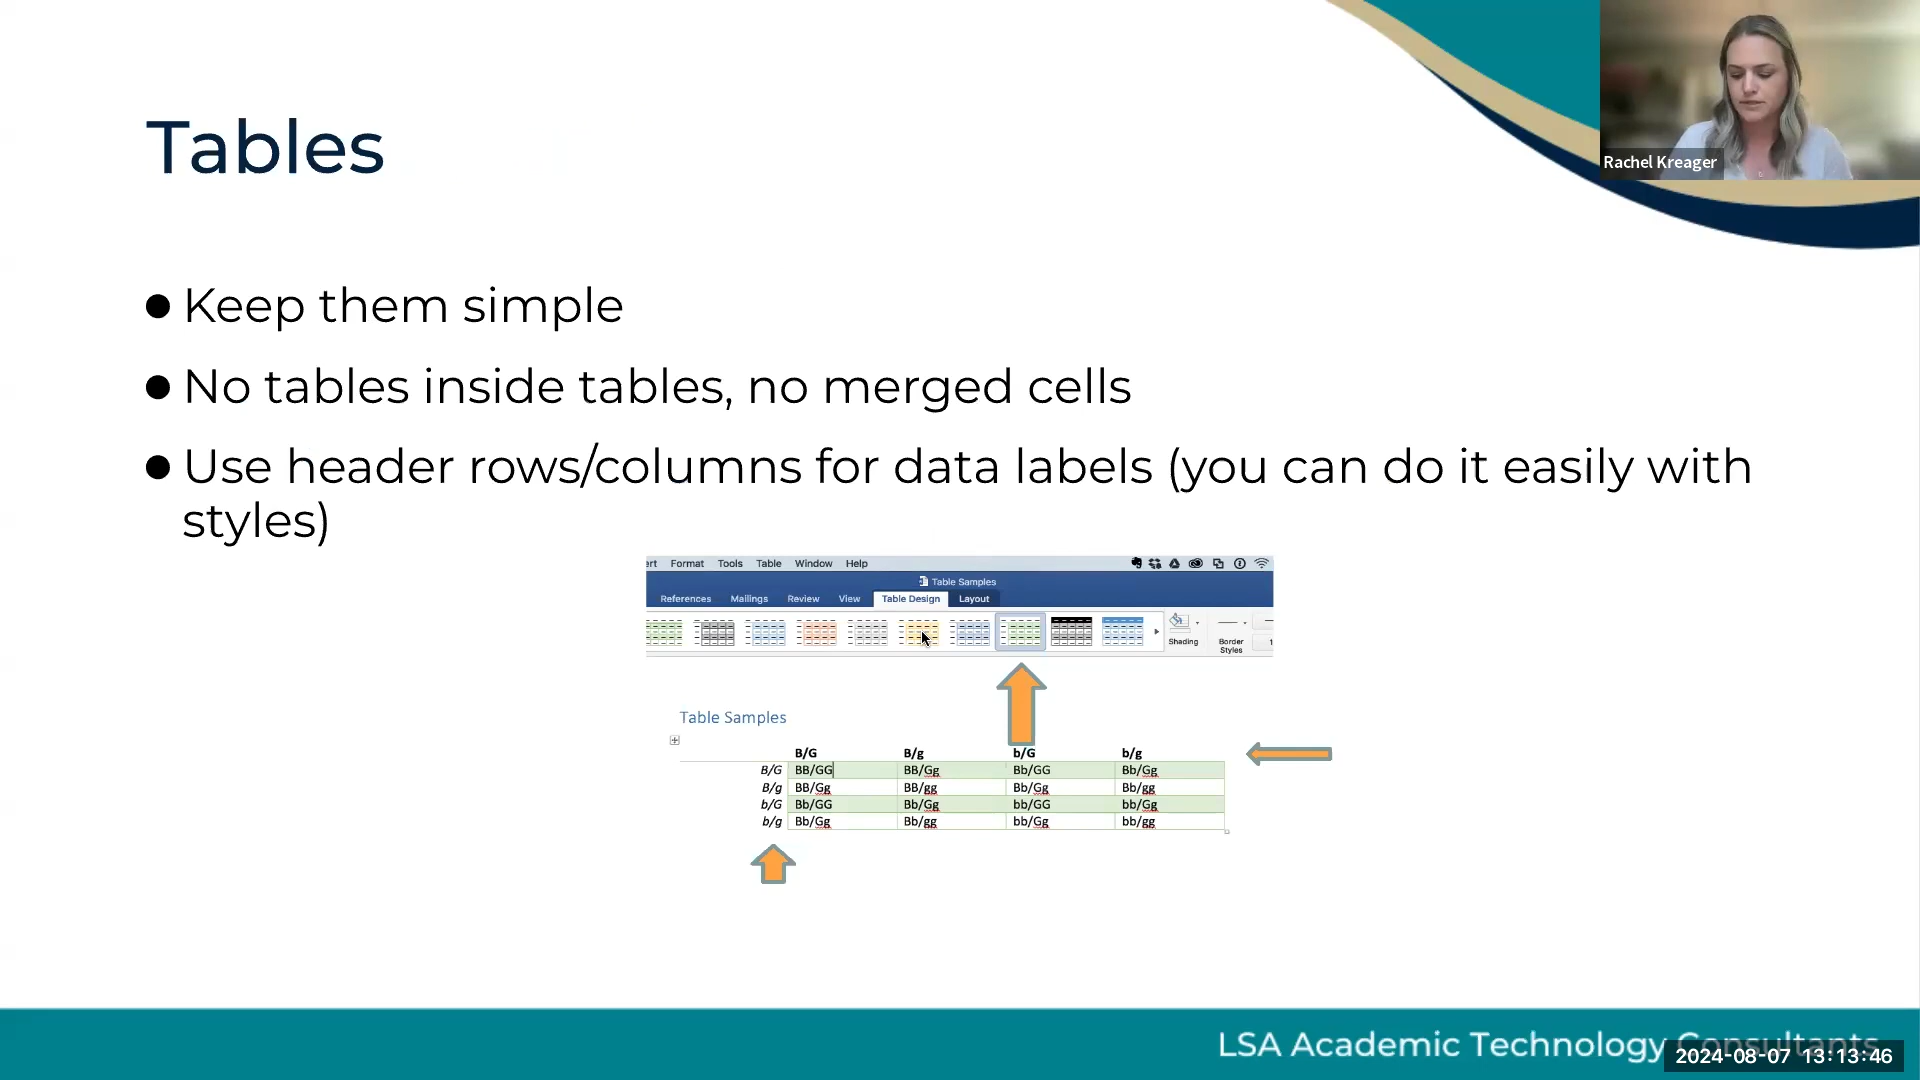 Tables
Rachel Kreager
● Keep them simple
● No tables inside tables, no merged cells
● Use header rows/columns for data labels (you can do it easily with
styles)
ert Format Tools Table Window Help
Table Samples
References Mailings Review View Table Design Layout
Shading
Border
Styles
Table Samples
B/G B/g b/G b/g
B/G BB/GG BB/Gg Bb/GG Bb/Gg
B/g BB/Gg BB/gg Bb/Gg Bb/gg
b/G Bb/GG Bb/Gg bb/GG bb/Gg
b/g Bb/Gg Bb/gg bb/Gg bb/gg
LSA Academic Technology Consultants
2024-08-07 13:13:46